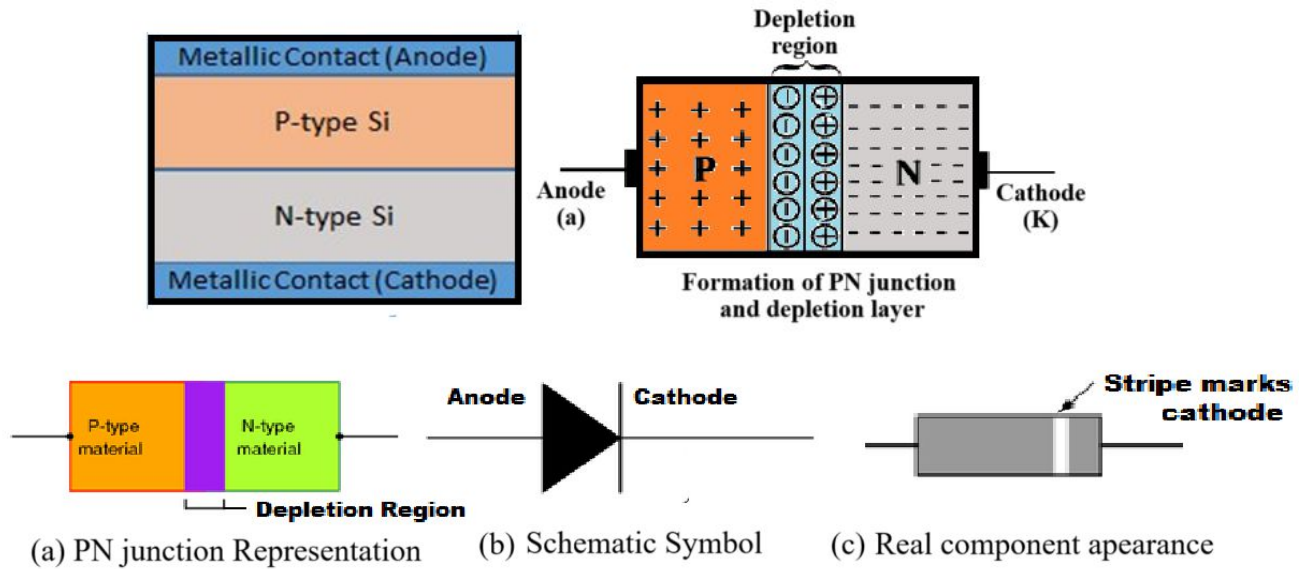 Metallic Contact (Anode)
P-type Si
N-type Si
Metallic Contact (Cathode)
Depletion
region
P
N
Anode
(a)
Cathode
(K)
Formation of PN junction
and depletion layer
P-type
material
N-type
material
Depletion Region
(a) PN junction Representation
Anode
Cathode
(b) Schematic Symbol
Stripe marks
cathode
(c) Real component apearance